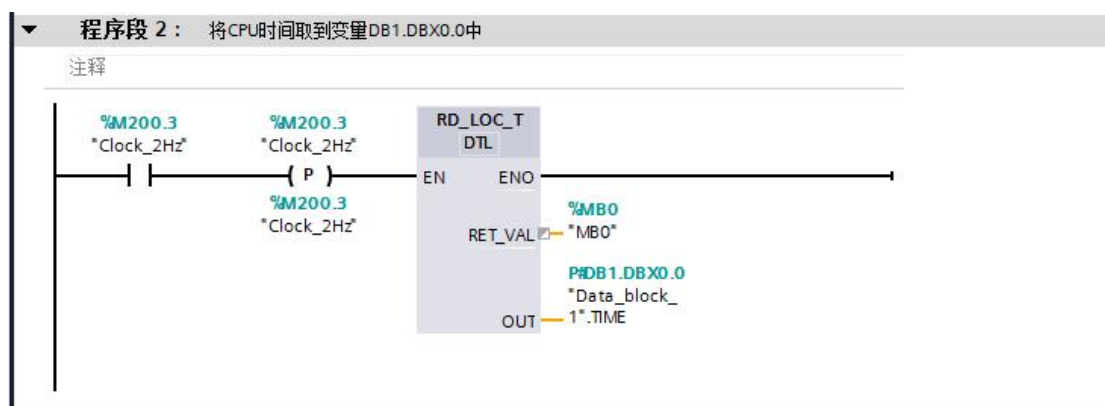 程序段 2： 将CPU时间取到变量DB1.DBX0.0中
注释
%M200.3 %M200.3 RD_LOC_T
"Clock_2Hz" "Clock_2Hz" DTL
( P ) EN ENO
%M200.3 %MB0
"Clock_2Hz" RET_VAL "MB0"
P#DB1.DBX0.0
"Data_block_
OUT 1".TIME